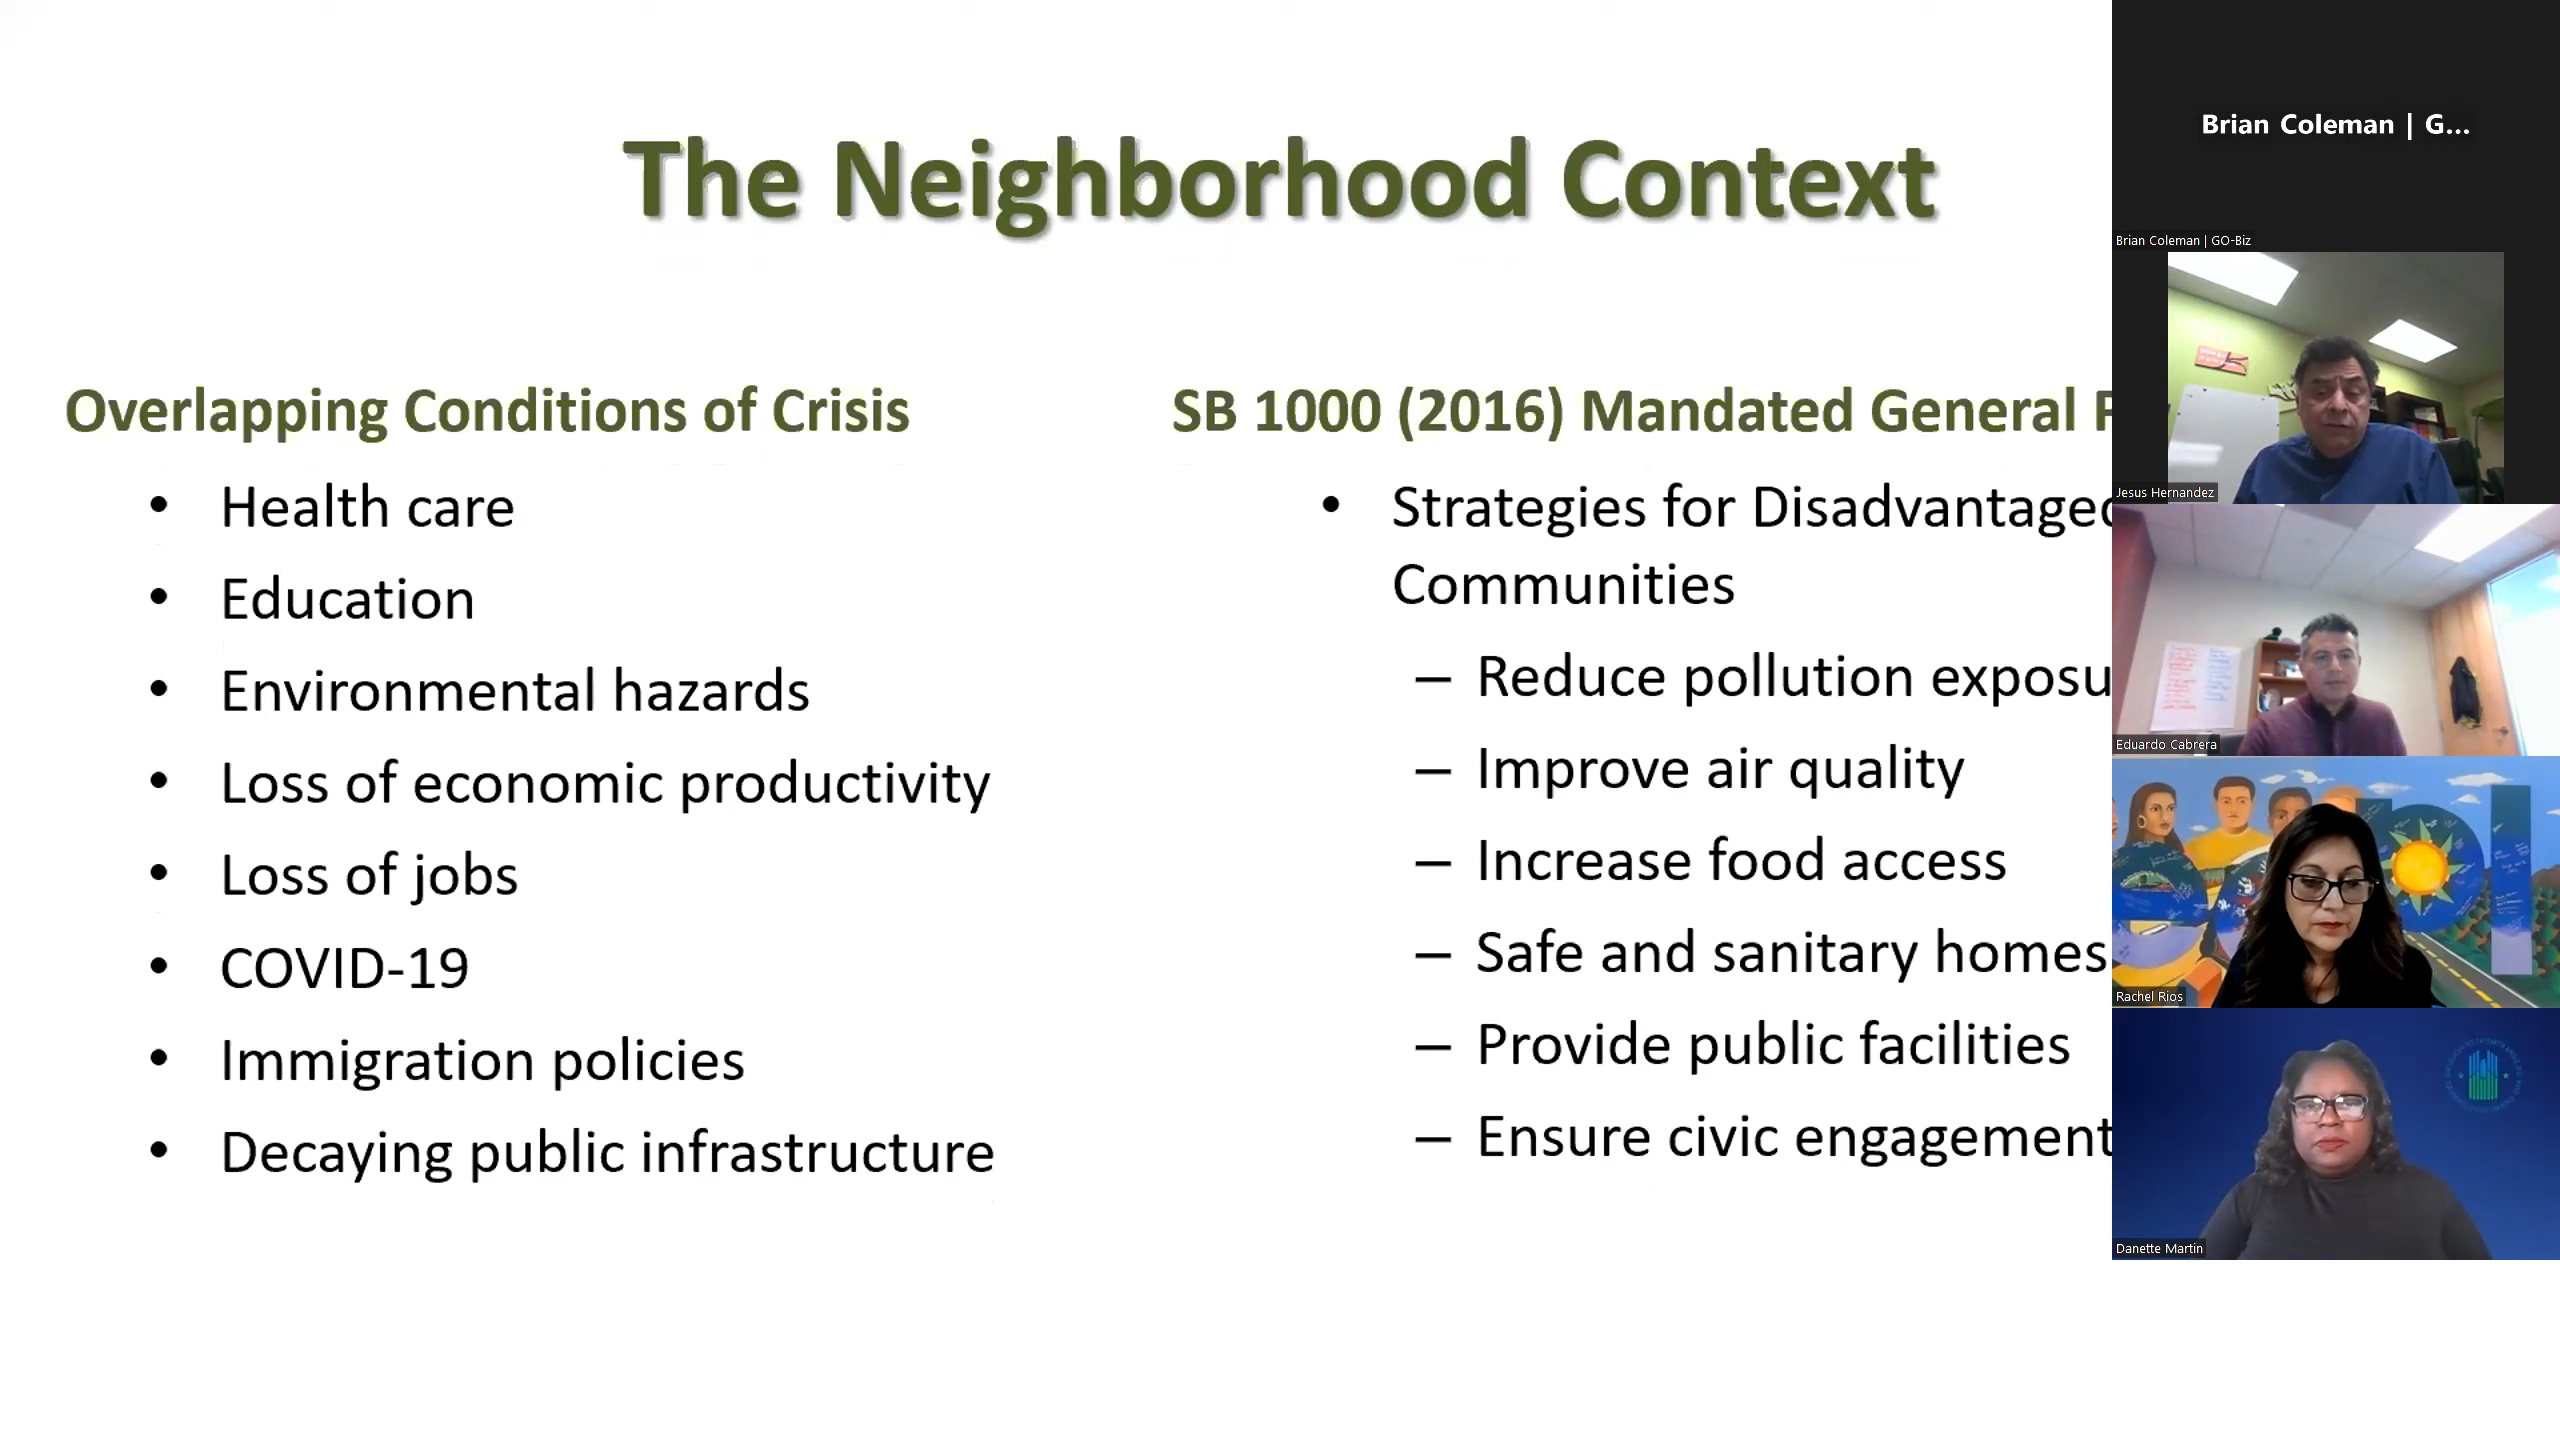 The Neighborhood Context
Overlapping Conditions of Crisis
• Health care
• Education
• Environmental hazards
• Loss of economic productivity
• Loss of jobs
• COVID-19
• Immigration policies
• Decaying public infrastructure
SB 1000 (2016) Mandated General
• Strategies for Disadvantaged
Communities
– Reduce pollution exposu
– Improve air quality
– Increase food access
– Safe and sanitary homes
– Provide public facilities
– Ensure civic engagement
Brian Coleman | G...
Brian Coleman | GO-Biz
Jesus Hernandez
Eduardo Cabrera
Rachel Rios
Danette Martin